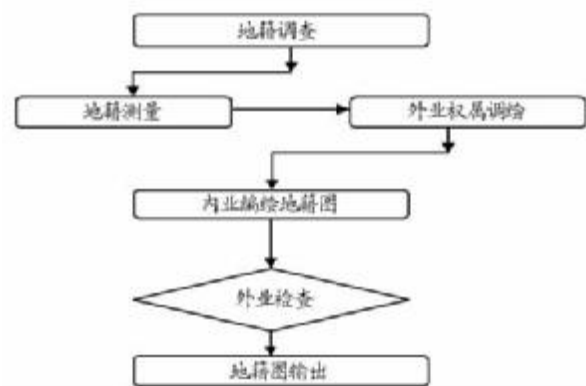 地籍调查
地籍测量
外业权属调绘
内业编绘地籍图
外业检查
地籍图输出